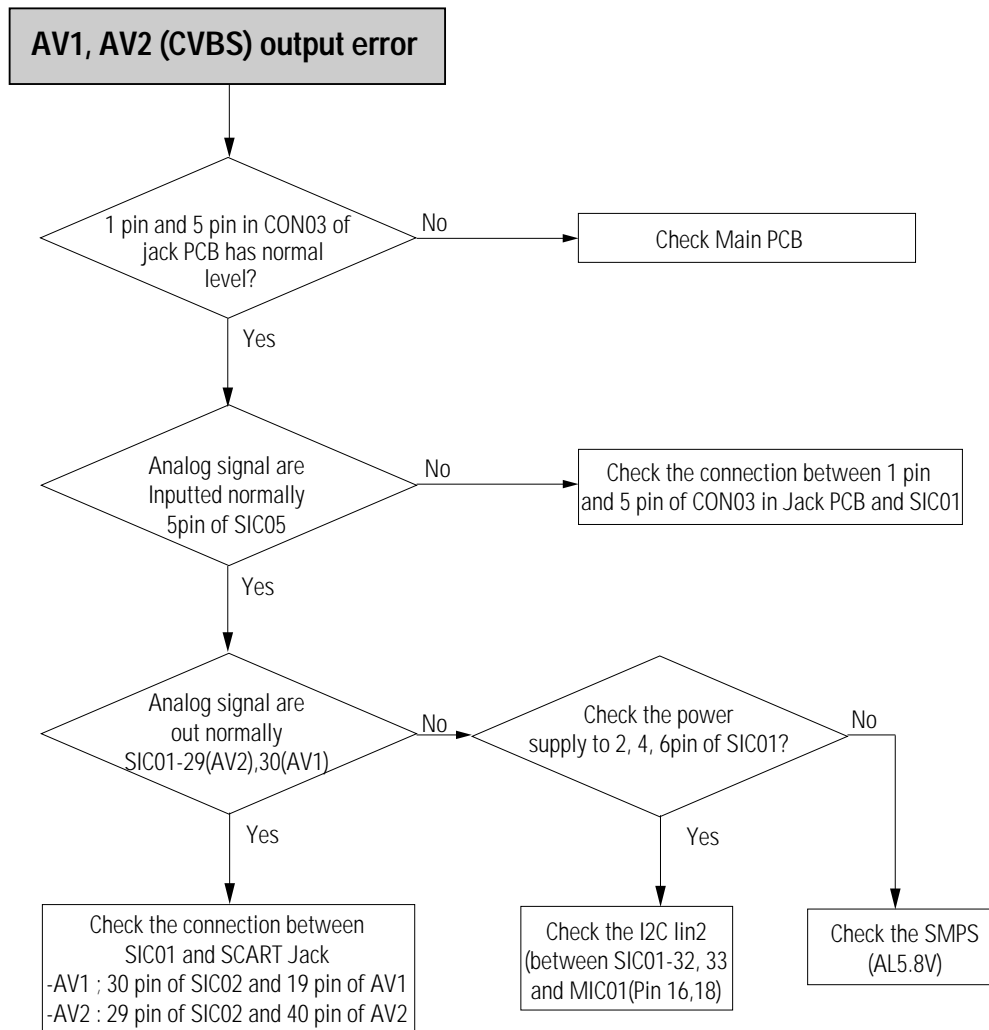 AV1, AV2 (CVBS) output error
1 pin and 5 pin in CON03 of
jack PCB has normal
level?
No
Check Main PCB
Yes
Analog signal are
Inputted normally
5pin of SIC05
No
Check the connection between 1 pin
and 5 pin of CON03 in Jack PCB and SIC01
Yes
Analog signal are
out normally
SIC01-29(AV2),30(AV1)
No
Check the power
supply to 2, 4, 6pin of SIC01?
No
Yes
Yes
Check the connection between
SIC01 and SCART Jack
-AV1 ; 30 pin of SIC02 and 19 pin of AV1
-AV2 : 29 pin of SIC02 and 40 pin of AV2
Check the I2C lin2
(between SIC01-32, 33
and MIC01(Pin 16,18)
Check the SMPS
(AL5.8V)